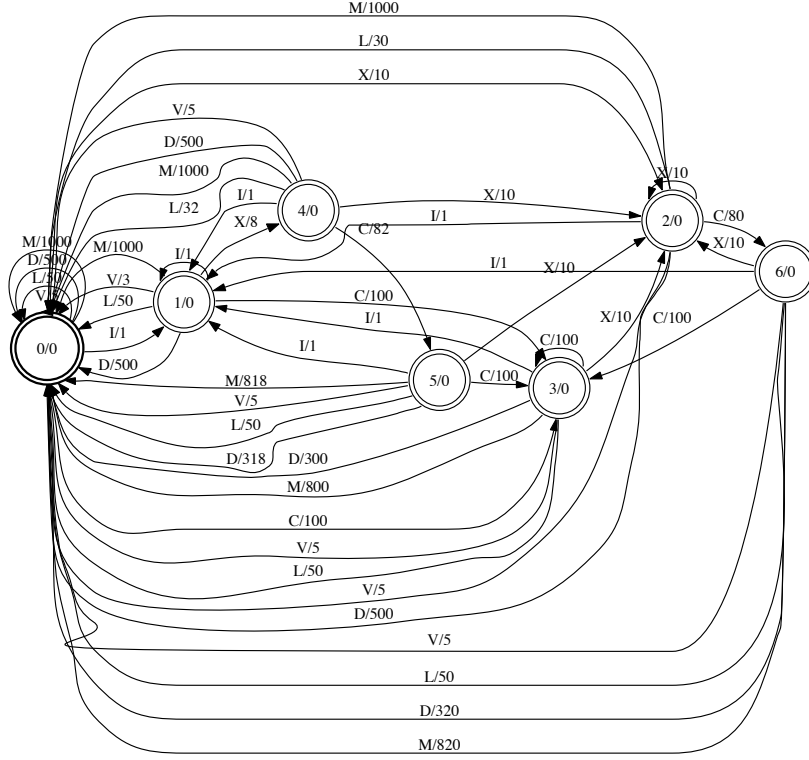 M/1000
L/30
X/10
V/5
D/500
M/1000
L/32
I/1
X/8
4/0
X/10
I/1
C/82
X/10
2/0
C/80
X/10
6/0
M/1000
D/500
L/50
V/5
0/0
M/1000
V/3
L/50
I/1
D/500
I/1
1/0
I/1
X/10
C/100
I/1
X/10
C/100
I/1
C/100
5/0
C/100
3/0
M/818
V/5
L/50
D/318
D/300
M/800
C/100
V/5
L/50
V/5
D/500
V/5
L/50
D/320
M/820